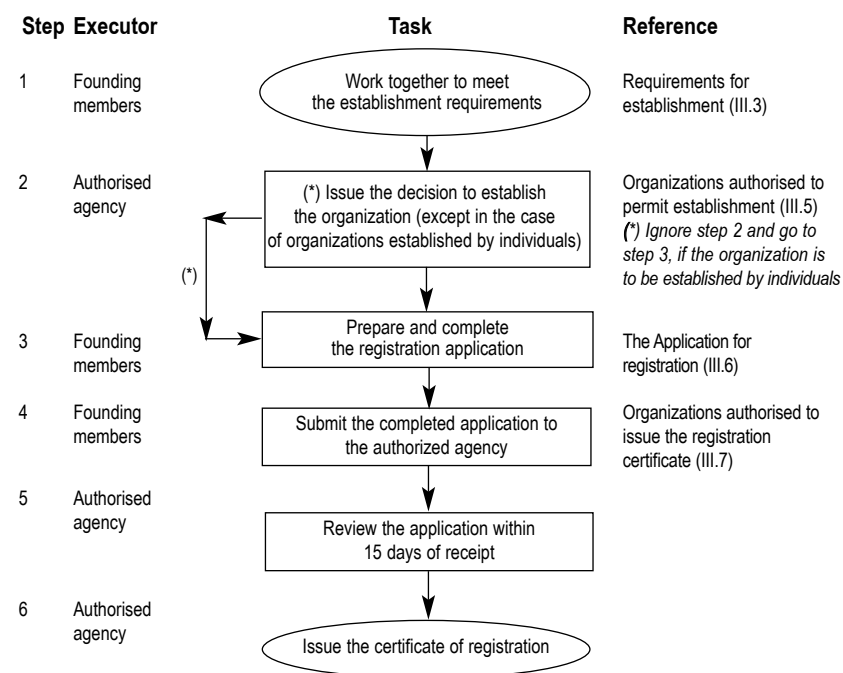 Step Executor Task Reference
1 Founding members
Work together to meet
the establishment requirements
Requirements for
establishment (III.3)
2 Authorised
agency
(*) Issue the decision to establish
the organization (except in the case
of organizations established by individuals)
Organizations authorised to
permit establishment (III.5)
(*) Ignore step 2 and go to
step 3, if the organization is
to be established by individuals
(*)
3 Founding
members
Prepare and complete
the registration application
The Application for
registration (III.6)
4 Founding
members
Submit the completed application to
the authorized agency
Organizations authorised to
issue the registration
certificate (III.7)
5 Authorised
agency
Review the application within
15 days of receipt
6 Authorised
agency
Issue the certificate of registration